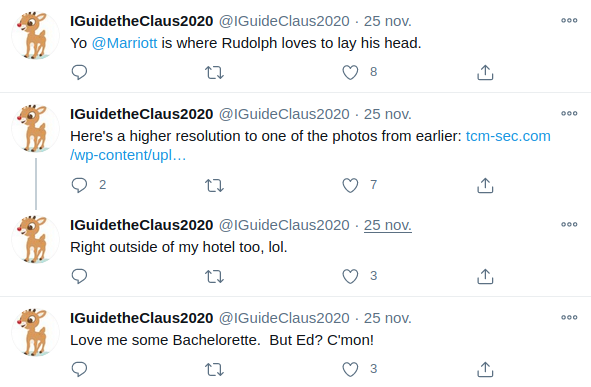 IGuidetheClaus2020 @IGuideClaus2020 · 25 nov.
Yo @Marriott is where Rudolph loves to lay his head.
8
IGuidetheClaus2020 @IGuideClaus2020 · 25 nov.
Here's a higher resolution to one of the photos from earlier: tcm-sec.com
/wp-content/upl…
2 7
IGuidetheClaus2020 @IGuideClaus2020 · 25 nov.
Right outside of my hotel too, lol.
3
IGuidetheClaus2020 @IGuideClaus2020 · 25 nov.
Love me some Bachelorette.  But Ed? C'mon!
3